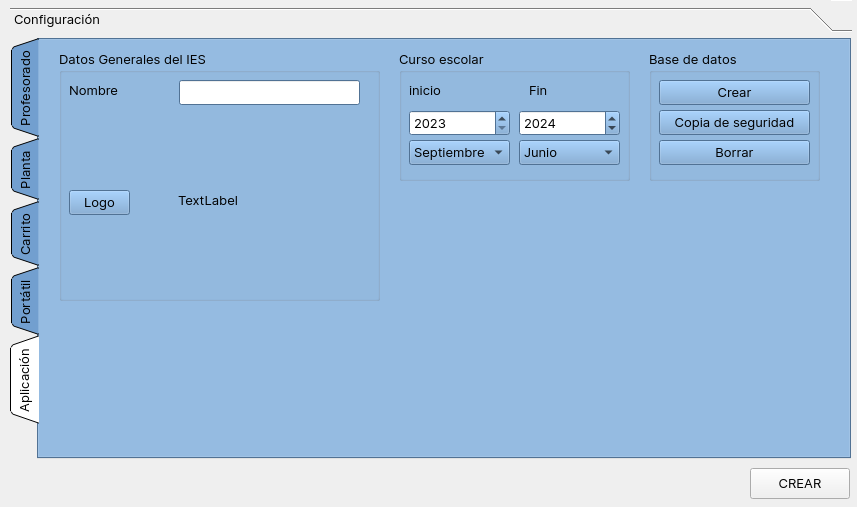 Configuración
Profesorado
Planta
Carrito
Portátil
Aplicación
Datos Generales del IES
Nombre
Logo
TextLabel
Curso escolar
inicio Fin
2023 2024
Septiembre Junio
Base de datos
Crear
Copia de seguridad
Borrar
CREAR